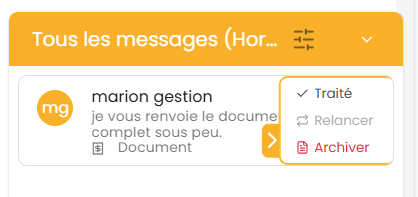 Tous les messages (Hor...
mg
marion gestion
je vous renvoie le docume
complet sous peu.
Document
Traité
Relancer
Archiver